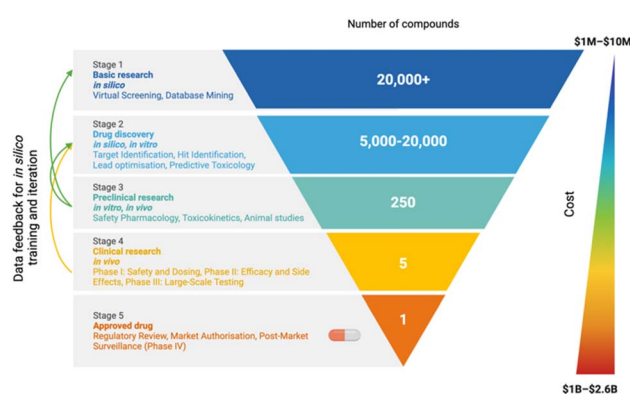 Number of compounds
$1M–$10M
Stage 1
Basic research
in silico
Virtual Screening, Database Mining
20,000+
Stage 2
Drug discovery
in silico, in vitro
Target Identification, Hit Identification,
Lead optimisation, Predictive Toxicology
5,000-20,000
Stage 3
Preclinical research
in vitro, in vivo
Safety Pharmacology, Toxicokinetics, Animal studies
250
Stage 4
Clinical research
in vivo
Phase I: Safety and Dosing, Phase II: Efficacy and Side
Effects, Phase III: Large-Scale Testing
5
Stage 5
Approved drug
Regulatory Review, Market Authorisation, Post-Market
Surveillance (Phase IV)
1
Data feedback for in silico
training and iteration
Cost
$1B–$2.6B